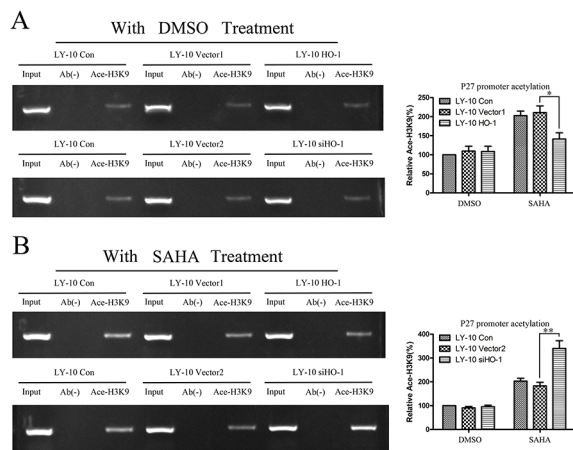 A
With DMSO Treatment
LY-10 Con LY-10 Vector1 LY-10 HO-1
Input Ab(-) Ace-H3K9 Input Ab(-) Ace-H3K9 Input Ab(-) Ace-H3K9
LY-10 Con LY-10 Vector2 LY-10 siHO-1
Input Ab(-) Ace-H3K9 Input Ab(-) Ace-H3K9 Input Ab(-) Ace-H3K9
P27 promoter acetylation
LY-10 Con
LY-10 Vector1
LY-10 HO-1
*
Relative Ace-H3K9(%)
250
200
150
100
50
0
DMSO SAHA
B
With SAHA Treatment
LY-10 Con LY-10 Vector1 LY-10 HO-1
Input Ab(-) Ace-H3K9 Input Ab(-) Ace-H3K9 Input Ab(-) Ace-H3K9
LY-10 Con LY-10 Vector2 LY-10 siHO-1
Input Ab(-) Ace-H3K9 Input Ab(-) Ace-H3K9 Input Ab(-) Ace-H3K9
P27 promoter acetylation
LY-10 Con
LY-10 Vector2
LY-10 siHO-1
**
Relative Ace-H3K9(%)
400
300
200
100
0
DMSO SAHA